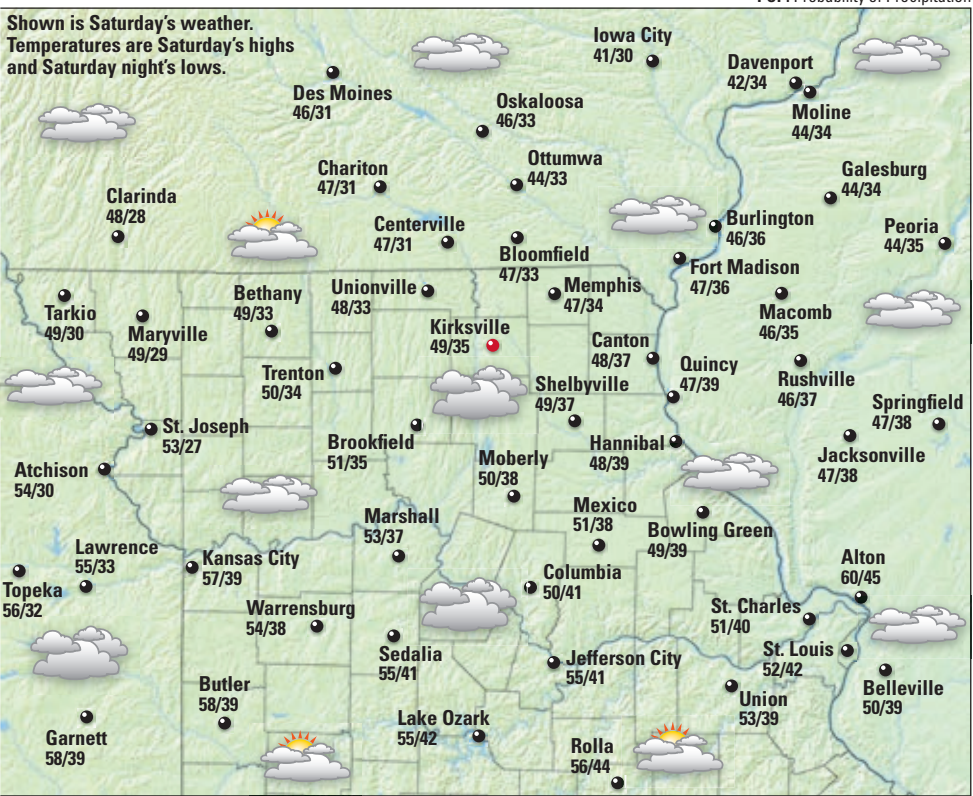 Shown is Saturday's weather.
Temperatures are Saturday's highs
and Saturday night's lows.
Iowa City
41/30
Davenport
42/34
Moline
44/34
Des Moines
46/31
Oskaloosa
46/33
Ottumwa
44/33
Chariton
47/31
Galesburg
44/34
Clarinda
48/28
Centerville
47/31
Bloomfield
47/33
Burlington
46/36
Peoria
44/35
Fort Madison
47/36
Tarkio
49/30
Maryville
49/29
Bethany
49/33
Unionville
48/33
Memphis
47/34
Macomb
46/35
Kirksville
49/35
Canton
48/37
Quincy
47/39
Trenton
50/34
Shelbyville
49/37
Rushville
46/37
Springfield
47/38
St. Joseph
53/27
Brookfield
51/35
Hannibal
48/39
Jacksonville
47/38
Atchison
54/30
Moberly
50/38
Marshall
53/37
Mexico
51/38
Bowling Green
49/39
Lawrence
55/33
Kansas City
57/39
Topeka
56/32
Columbia
50/41
Alton
60/45
Warrensburg
54/38
St. Charles
51/40
Sedalia
55/41
Jefferson City
55/41
St. Louis
52/42
Belleville
50/39
Butler
58/39
Union
53/39
Garnett
58/39
Lake Ozark
55/42
Rolla
56/44